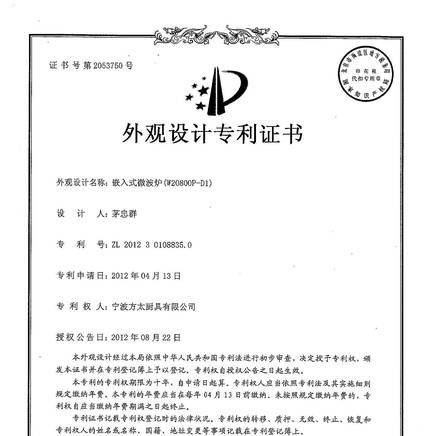 证书号第2053750号
印花税
代扣专用章
外观设计专利证书
外观设计名称：嵌入式微波炉(W20800P-D1)
设 计 人：茅忠群
专 利 号：ZL 2012 3 0108835.0
专利申请日：2012年04月13日
专 利 权 人：宁波方太厨具有限公司
授权公告日：2012年08月22日
本外观设计经过本局依照中华人民共和国专利法进行初步审查，决定授予专利权，颁
发本证书并在专利登记簿上予以登记。专利权自授权公告之日起生效。
本专利的专利权期限为十年，自申请日起算。专利权人应当依照专利法及其实施细则
规定缴纳年费。本专利的年费应当在每年04月13日前缴纳。未按照规定缴纳年费的，专
利权自应当缴纳年费期满之日起终止。
专利证书记载专利权登记时的法律状况。专利权的转移、质押、无效、终止、恢复和
专利权人的姓名或名称、国籍、地址变更等事项记载在专利登记簿上。